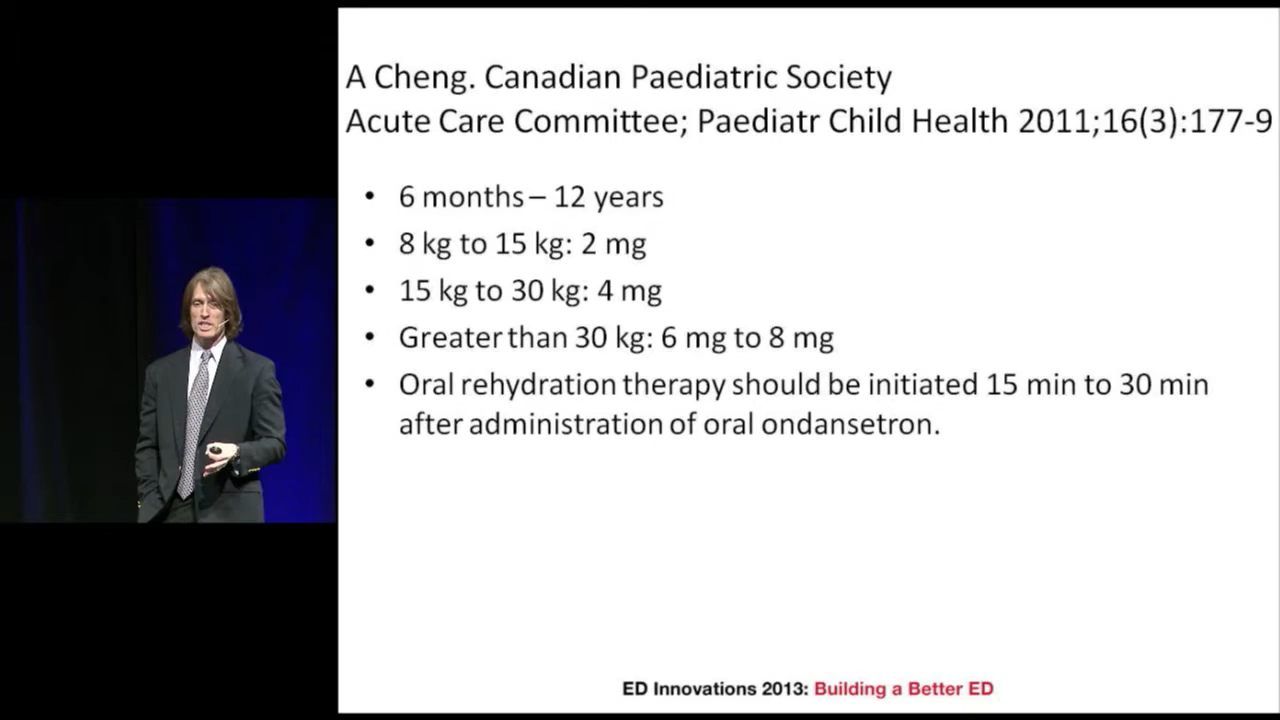 A Cheng. Canadian Paediatric Society
Acute Care Committee; Paediatr Child Health 2011;16(3):177-9
• 6 months – 12 years
• 8 kg to 15 kg: 2 mg
• 15 kg to 30 kg: 4 mg
• Greater than 30 kg: 6 mg to 8 mg
• Oral rehydration therapy should be initiated 15 min to 30 min
after administration of oral ondansetron.
ED Innovations 2013: Building a Better ED